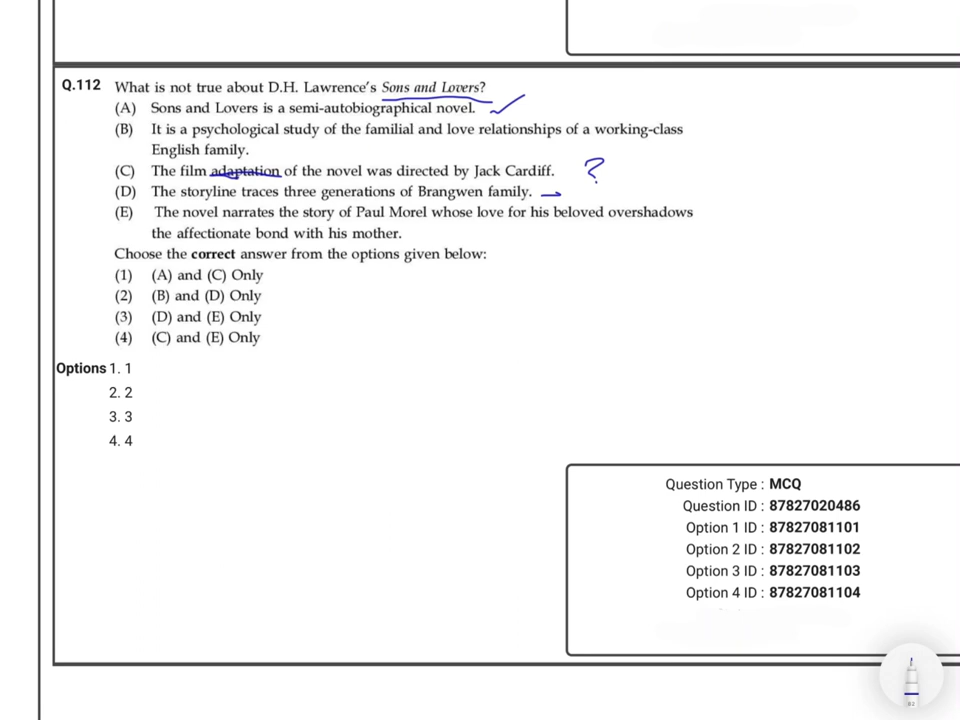 Q.112 What is not true about D.H. Lawrence's Sons and Lovers?
(A) Sons and Lovers is a semi-autobiographical novel.
(B) It is a psychological study of the familial and love relationships of a working-class
English family.
(C) The film adaptation of the novel was directed by Jack Cardiff. ?
(D) The storyline traces three generations of Brangwen family.
(E) The novel narrates the story of Paul Morel whose love for his beloved overshadows
the affectionate bond with his mother.
Choose the correct answer from the options given below:
(1) (A) and (C) Only
(2) (B) and (D) Only
(3) (D) and (E) Only
(4) (C) and (E) Only
Options 1. 1
2. 2
3. 3
4. 4
Question Type : MCQ
Question ID : 87827020486
Option 1 ID : 87827081101
Option 2 ID : 87827081102
Option 3 ID : 87827081103
Option 4 ID : 87827081104